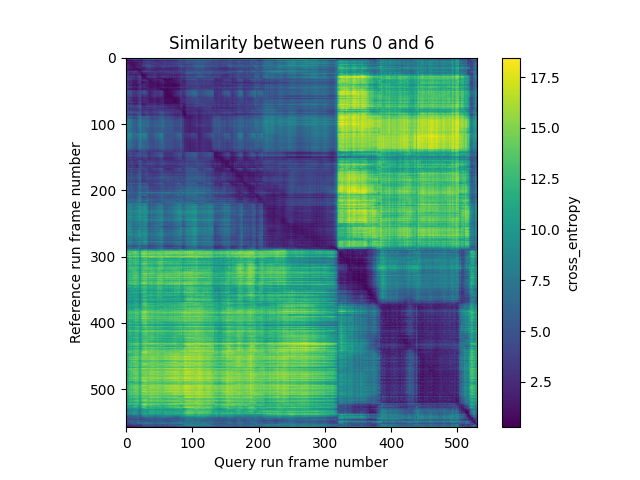 Similarity between runs 0 and 6
Reference run frame number
0
100
200
300
400
500
0 100 200 300 400 500
Query run frame number
17.5
15.0
12.5
10.0
7.5
5.0
2.5
cross_entropy